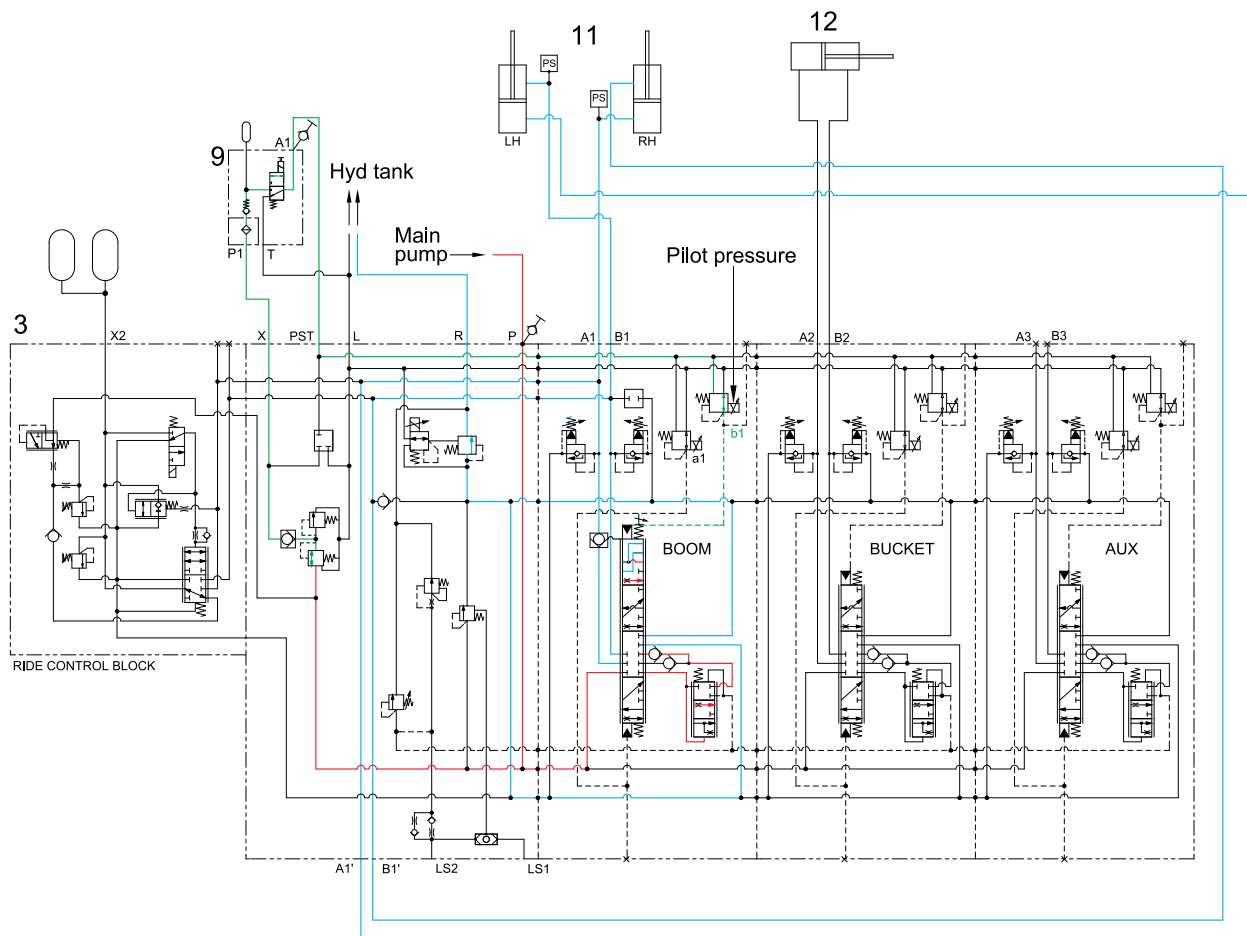 11
12
PS
PS
LH
RH
9
A1
Hyd tank
P1
T
Main
pump
Pilot pressure
3
X2
X
PST
L
R
P
A1
B1
A2
B2
A3
B3
b1
a1
BOOM
BUCKET
AUX
RIDE CONTROL BLOCK
A1'
B1'
LS2
LS1